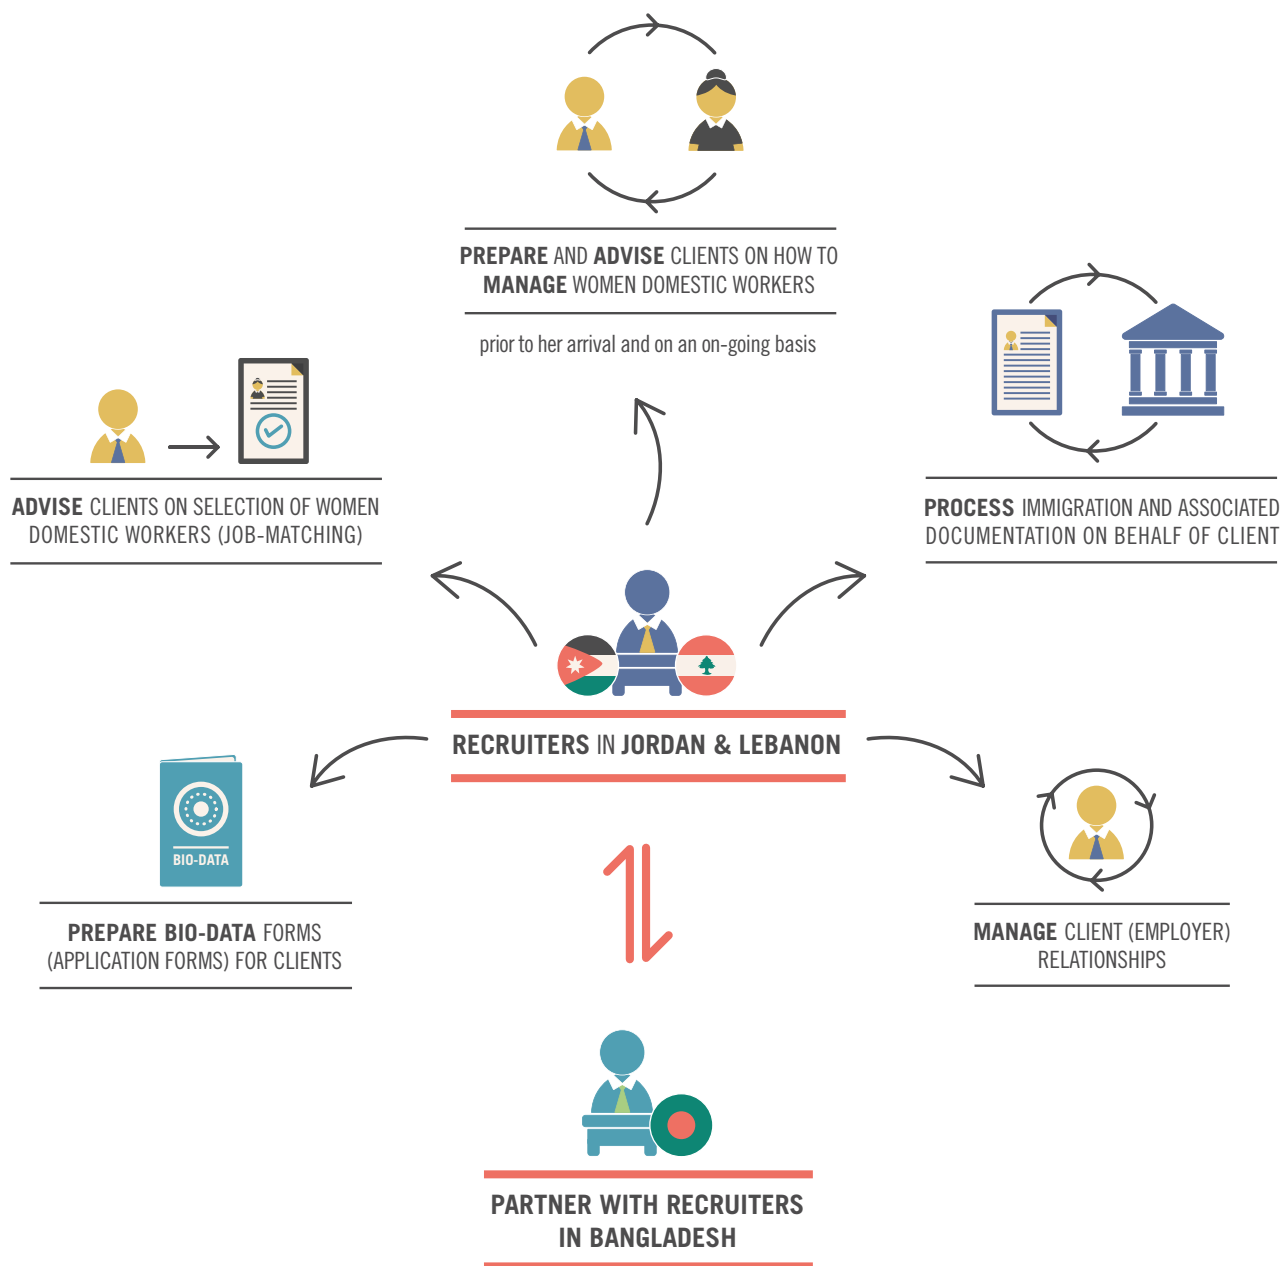 PREPARE AND ADVISE CLIENTS ON HOW TO
MANAGE WOMEN DOMESTIC WORKERS
prior to her arrival and on an on-going basis
ADVISE CLIENTS ON SELECTION OF WOMEN
DOMESTIC WORKERS (JOB-MATCHING)
PROCESS IMMIGRATION AND ASSOCIATED
DOCUMENTATION ON BEHALF OF CLIENT
RECRUITERS IN JORDAN & LEBANON
BIO-DATA
PREPARE BIO-DATA FORMS
(APPLICATION FORMS) FOR CLIENTS
MANAGE CLIENT (EMPLOYER)
RELATIONSHIPS
PARTNER WITH RECRUITERS
IN BANGLADESH